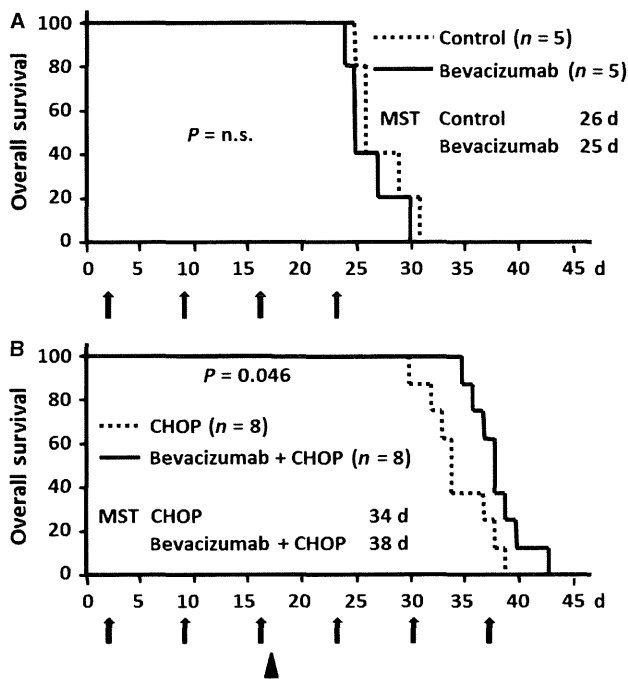 A
Overall survival
100
80
60
40
20
0
Control (n = 5)
Bevacizumab (n = 5)
MST Control 26 d
Bevacizumab 25 d
P = n.s.
0 5 10 15 20 25 30 35 40 45 d
B
Overall survival
100
80
60
40
20
0
P = 0.046
CHOP (n = 8)
Bevacizumab + CHOP (n = 8)
MST CHOP 34 d
Bevacizumab + CHOP 38 d
0 5 10 15 20 25 30 35 40 45 d